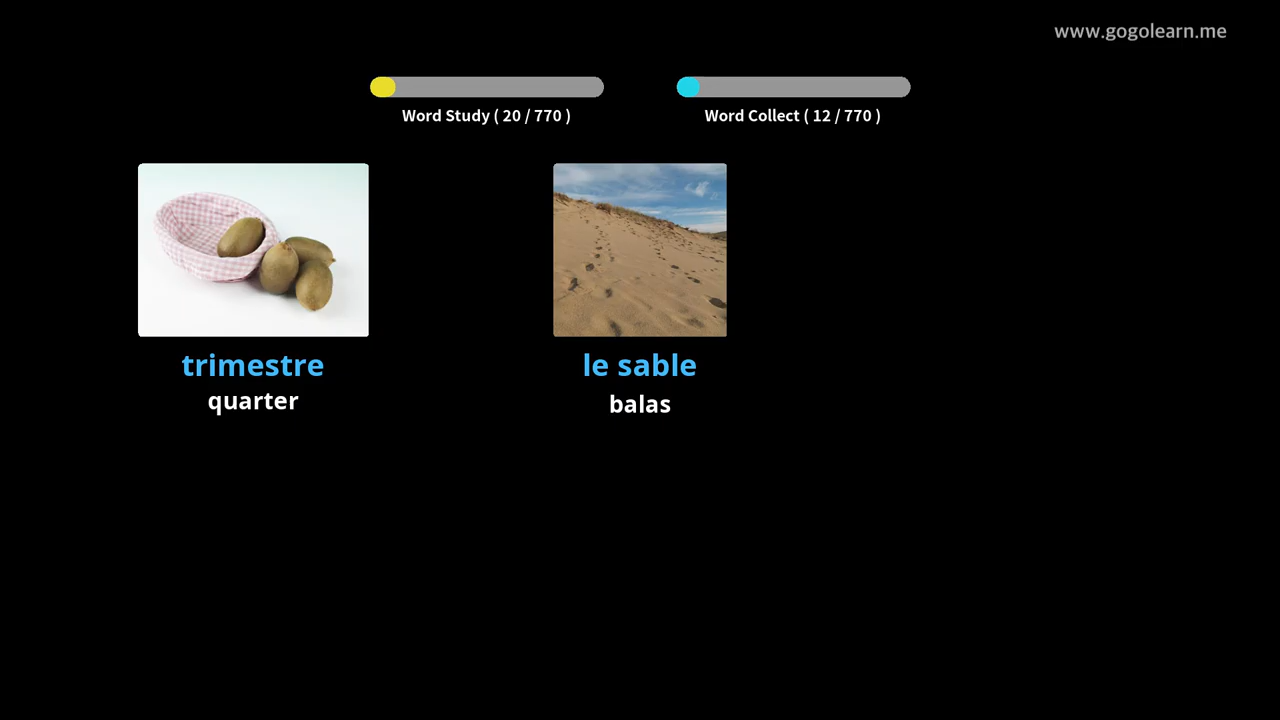 www.gogolearn.me
Word Study ( 20 / 770 )
Word Collect ( 12 / 770 )
trimestre
quarter
le sable
balas